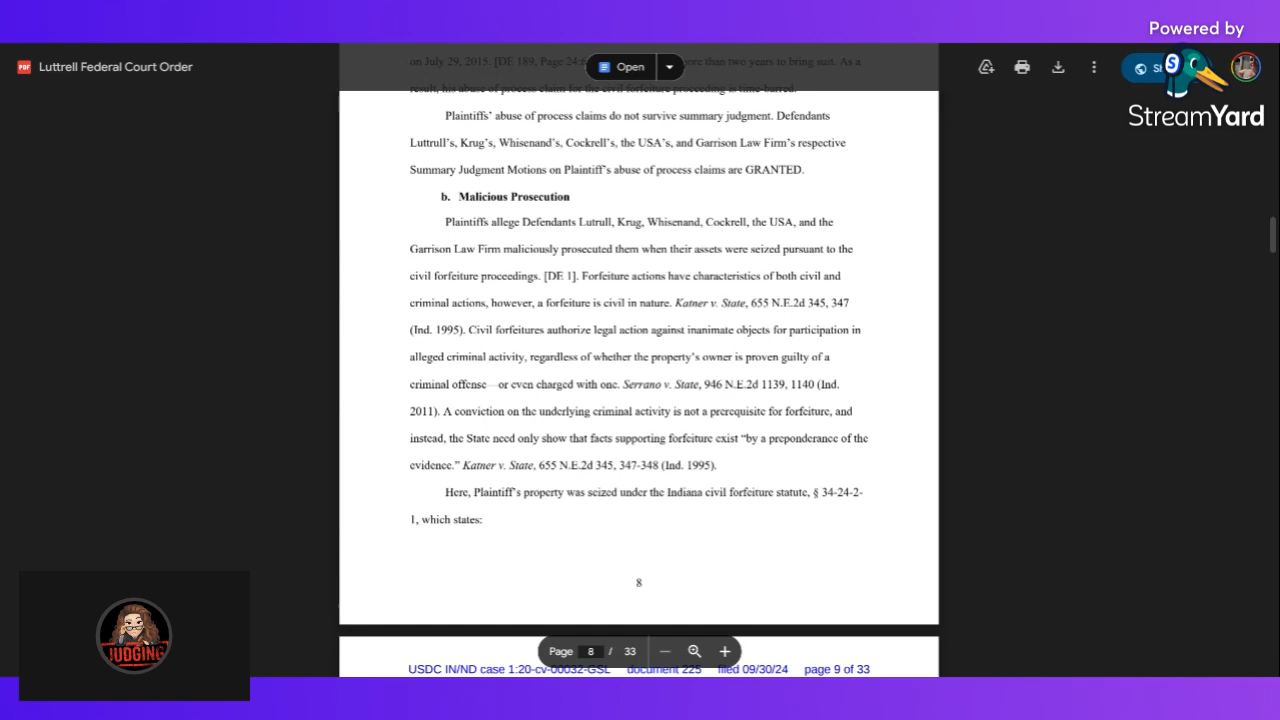 Powered by
StreamYard
PDF
Luttrell Federal Court Order
Open
on July 29, 2015. [DE 189, Page 24: more than two years to bring suit. As a
result, his abuse of process claim for the civil forfeiture proceeding is time-barred.
Plaintiffs' abuse of process claims do not survive summary judgment. Defendants
Luttrull's, Krug's, Whisenand's, Cockrell's, the USA's, and Garrison Law Firm's respective
Summary Judgment Motions on Plaintiff's abuse of process claims are GRANTED.
b. Malicious Prosecution
Plaintiffs allege Defendants Lutrull, Krug, Whisenand, Cockrell, the USA, and the
Garrison Law Firm maliciously prosecuted them when their assets were seized pursuant to the
civil forfeiture proceedings. [DE 1]. Forfeiture actions have characteristics of both civil and
criminal actions, however, a forfeiture is civil in nature. Katner v. State, 655 N.E.2d 345, 347
(Ind. 1995). Civil forfeitures authorize legal action against inanimate objects for participation in
alleged criminal activity, regardless of whether the property's owner is proven guilty of a
criminal offense—or even charged with one. Serrano v. State, 946 N.E.2d 1139, 1140 (Ind.
2011). A conviction on the underlying criminal activity is not a prerequisite for forfeiture, and
instead, the State need only show that facts supporting forfeiture exist "by a preponderance of the
evidence." Katner v. State, 655 N.E.2d 345, 347-348 (Ind. 1995).
Here, Plaintiff's property was seized under the Indiana civil forfeiture statute, § 34-24-2-
1, which states:
8
Page 8 / 33
USDC IN/ND case 1:20-cv-00032-GSL document 225 filed 09/30/24 page 9 of 33
JUDGING